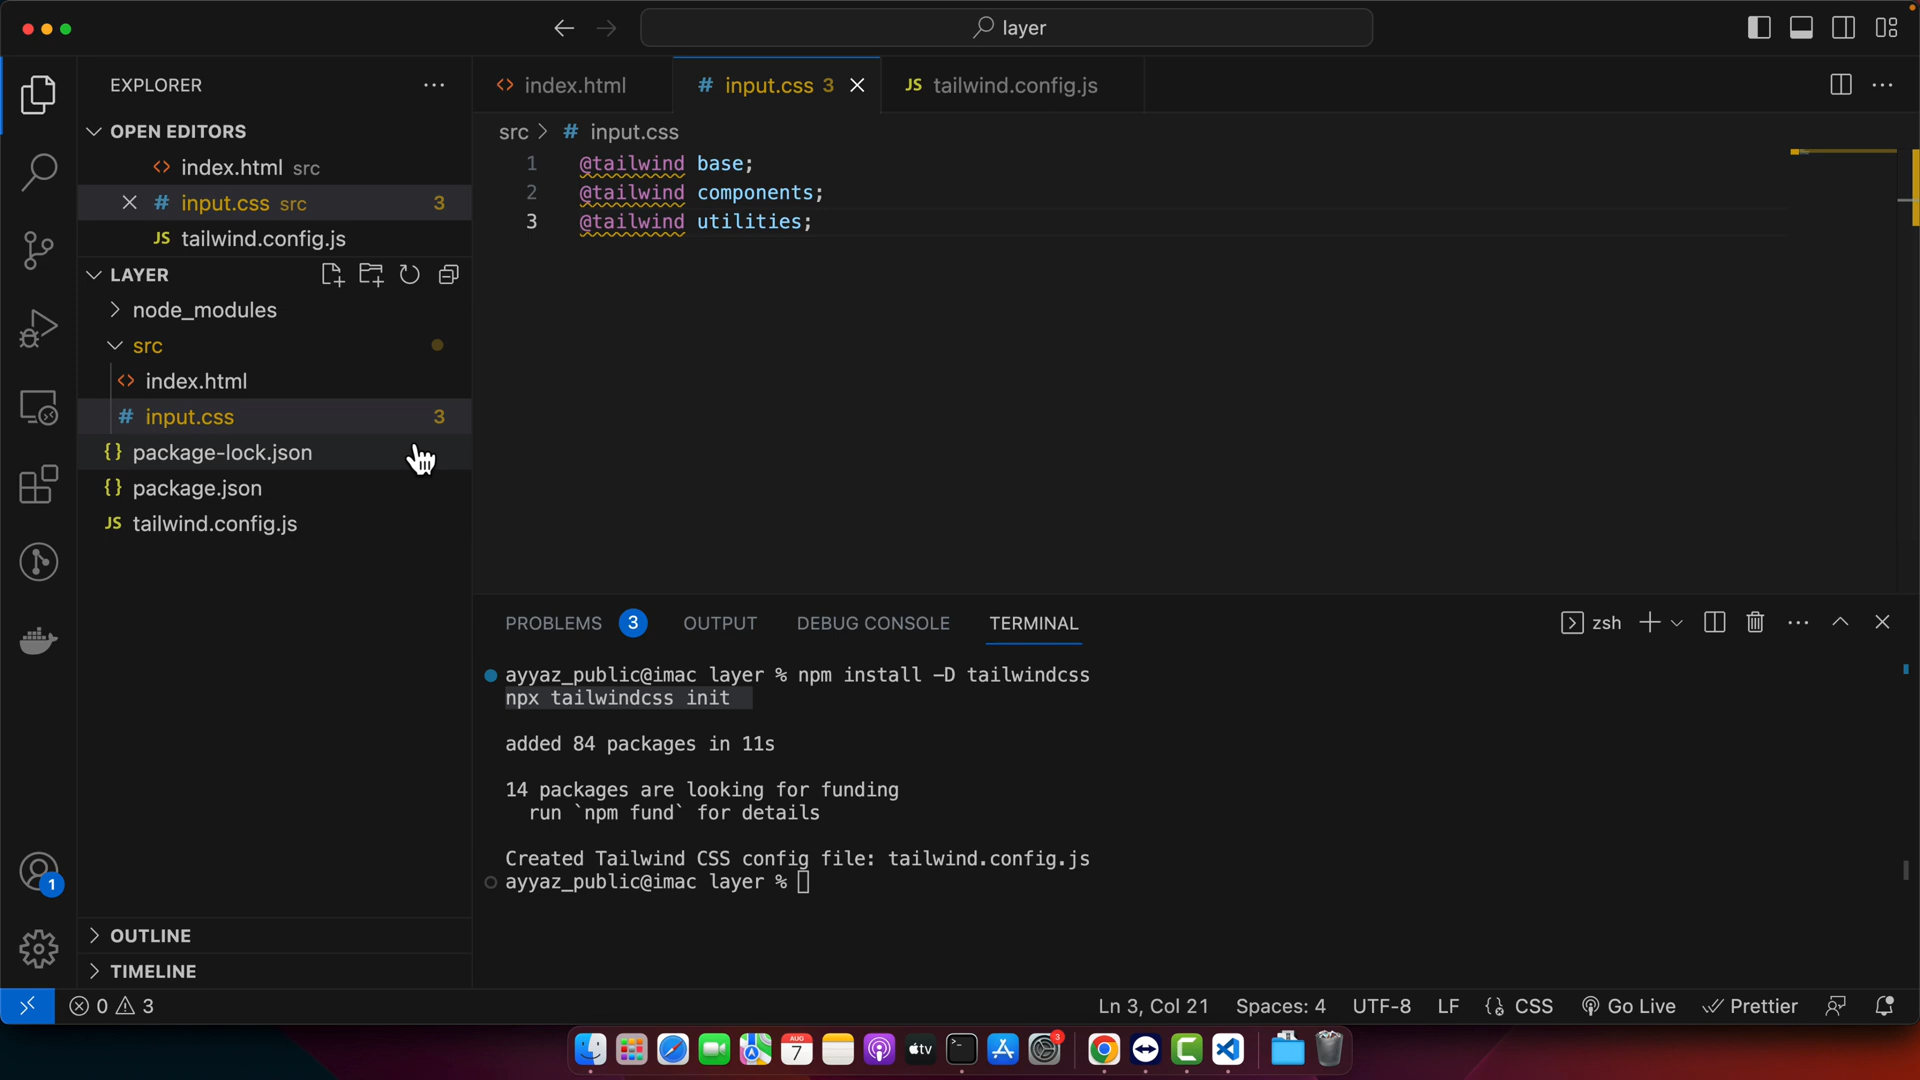 layer
EXPLORER
OPEN EDITORS
index.html src
input.css src 3
JS tailwind.config.js
LAYER
node_modules
src
index.html
# input.css 3
{} package-lock.json
{} package.json
JS tailwind.config.js
OUTLINE
TIMELINE
1
index.html
# input.css 3
JS tailwind.config.js
src > # input.css
1 @tailwind base;
2 @tailwind components;
3 @tailwind utilities;
PROBLEMS 3 OUTPUT DEBUG CONSOLE TERMINAL
zsh
ayyaz_public@imac layer % npm install -D tailwindcss
npx tailwindcss init
added 84 packages in 11s
14 packages are looking for funding
run `npm fund` for details
Created Tailwind CSS config file: tailwind.config.js
ayyaz_public@imac layer %
0 3
Ln 3, Col 21 Spaces: 4 UTF-8 LF {} CSS Go Live Prettier
AUG
7
tv
3